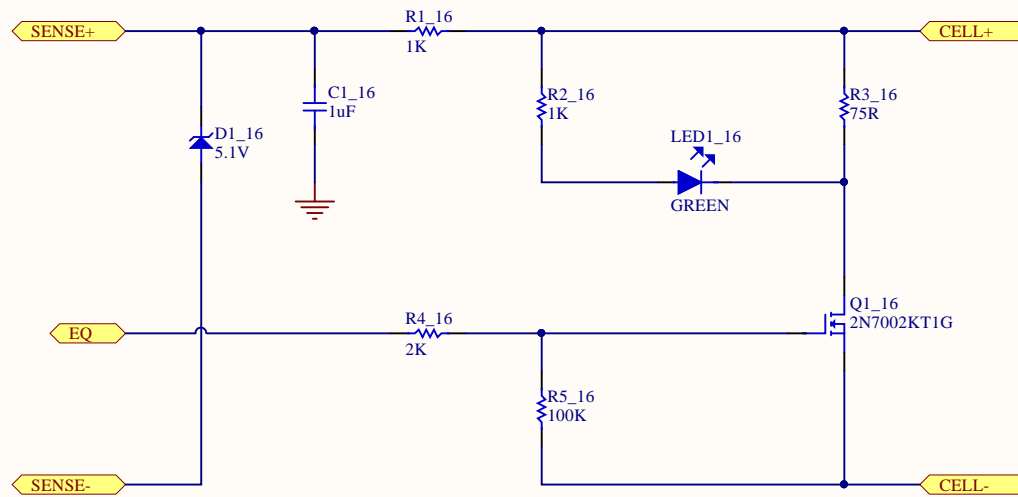 R1_16
SENSE+
CELL+
1K
C1_16
1uF
R2_16
1K
R3_16
75R
D1_16
5.1V
LED1_16
GREEN
Q1_16
2N7002KT1G
R4_16
EQ
2K
R5_16
100K
SENSE-
CELL-